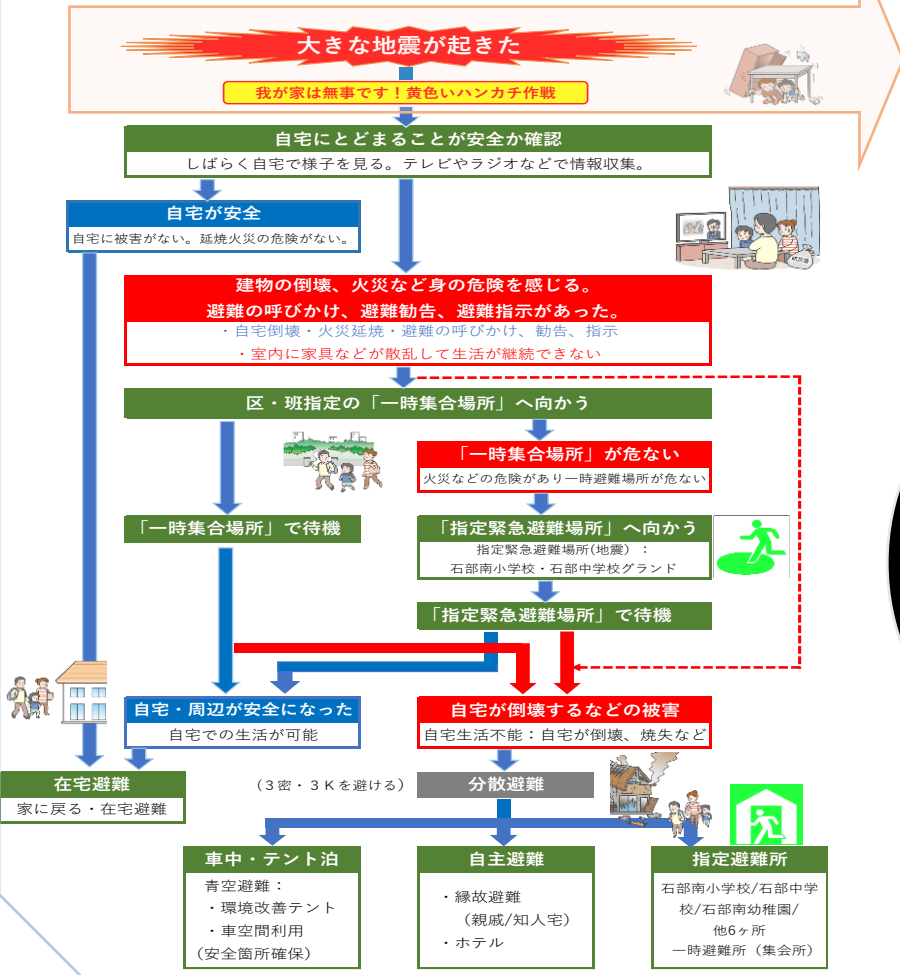 大きな地震が起きた
我が家は無事です！黄色いハンカチ作戦
自宅にとどまることが安全か確認
しばらく自宅で様子を見る。テレビやラジオなどで情報収集。
自宅が安全
自宅に被害がない。延焼火災の危険がない。
建物の倒壊、火災など身の危険を感じる。
避難の呼びかけ、避難勧告、避難指示があった。
・自宅倒壊・火災延焼・避難の呼びかけ、勧告、指示
・室内に家具などが散乱して生活が継続できない
区・班指定の「一時集合場所」へ向かう
「一時集合場所」が危ない
火災などの危険があり一時避難場所が危ない
「一時集合場所」で待機
「指定緊急避難場所」へ向かう
指定緊急避難場所(地震）：
石部南小学校・石部中学校グランド
「指定緊急避難場所」で待機
自宅・周辺が安全になった
自宅での生活が可能
自宅が倒壊するなどの被害
自宅生活不能：自宅が倒壊、焼失など
在宅避難
家に戻る・在宅避難
（３密・３Ｋを避ける）
分散避難
車中・テント泊
青空避難：
・環境改善テント
・車空間利用
(安全箇所確保）
自主避難
・縁故避難
（親戚/知人宅）
・ホテル
指定避難所
石部南小学校/石部中学
校/石部南幼稚園/
他6ヶ所
一時避難所（集会所）